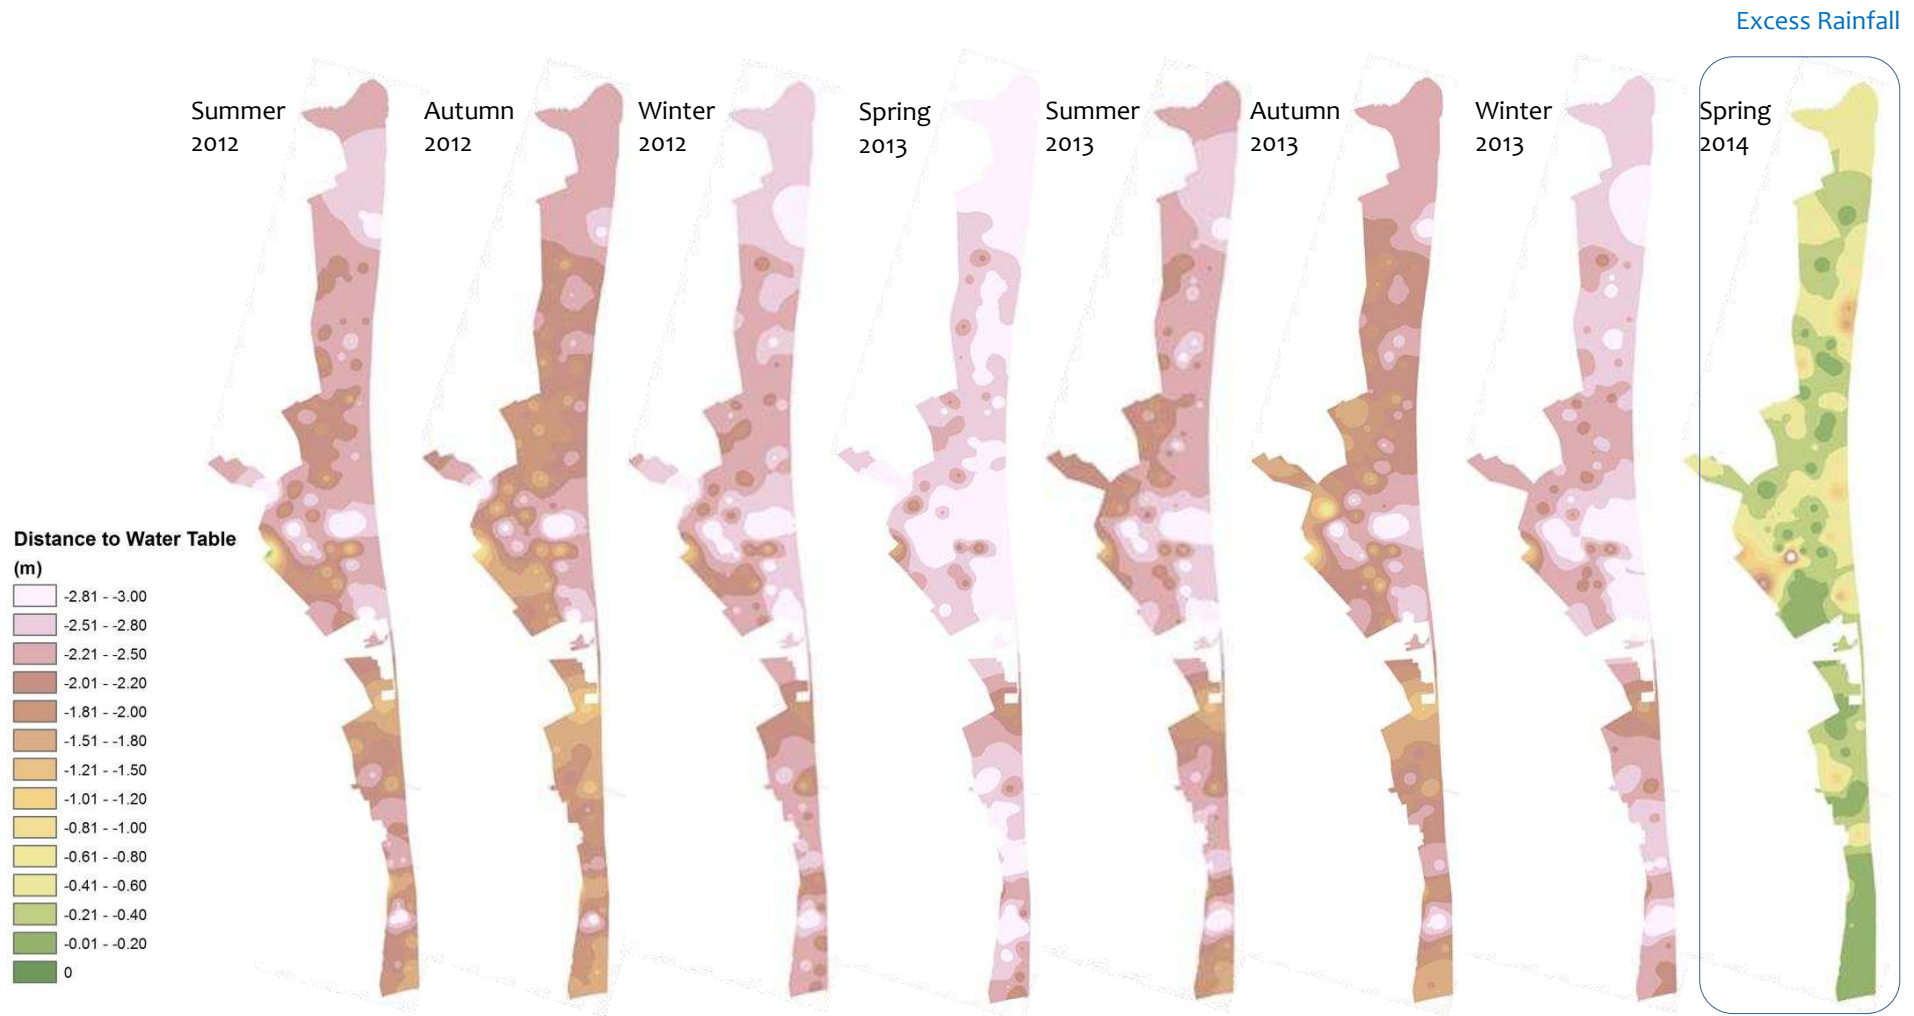 Excess Rainfall
Summer
2012
Autumn
2012
Winter
2012
Spring
2013
Summer
2013
Autumn
2013
Winter
2013
Spring
2014
Distance to Water Table
(m)
-2.81 - -3.00
-2.51 - -2.80
-2.21 - -2.50
-2.01 - -2.20
-1.81 - -2.00
-1.51 - -1.80
-1.21 - -1.50
-1.01 - -1.20
-0.81 - -1.00
-0.61 - -0.80
-0.41 - -0.60
-0.21 - -0.40
-0.01 - -0.20
0